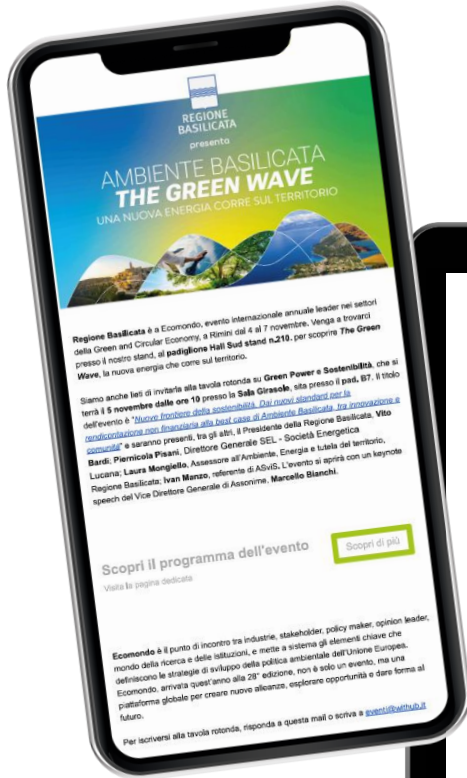 REGIONE
BASILICATA
presenta
AMBIENTE BASILICATA
THE GREEN WAVE
UNA NUOVA ENERGIA CORRE SUL TERRITORIO
Regione Basilicata è a Ecomondo, evento internazionale annuale leader nei settori
della Green and Circular Economy, a Rimini dal 4 al 7 novembre. Venga a trovarci
presso il nostro stand, al padiglione Hall Sud stand n.210, per scoprire The Green
Wave, la nuova energia che corre sul territorio.
Siamo anche lieti di invitarla alla tavola rotonda su Green Power e Sostenibilità, che si
terrà il 5 novembre dalle ore 10 presso la Sala Girasole, sita presso il pad. B7. Il titolo
dell'evento è "Nuove frontiere della sostenibilità. Dai nuovi standard per la
rendicontazione non finanziaria alla best case di Ambiente Basilicata, tra innovazione e
comunità" e saranno presenti, tra gli altri, il Presidente della Regione Basilicata, Vito
Bardi; Piernicola Pisani, Direttore Generale SEL - Società Energetica
Lucana; Laura Mongiello, Assessore all'Ambiente, Energia e tutela del territorio,
Regione Basilicata; Ivan Manzo, referente di ASviS. L'evento si aprirà con un keynote
speech del Vice Direttore Generale di Assonime, Marcello Bianchi.
Scopri il programma dell'evento
Scopri di più
Visita la pagina dedicata
Ecomondo è il punto di incontro tra industrie, stakeholder, policy maker, opinion leader,
mondo della ricerca e delle istituzioni, e mette a sistema gli elementi chiave che
definiscono le strategie di sviluppo della politica ambientale dell'Unione Europea.
Ecomondo, arrivata quest'anno alla 28° edizione, non è solo un evento, ma una
piattaforma globale per creare nuove alleanze, esplorare opportunità e dare forma al
futuro.
Per iscriversi alla tavola rotonda, risponda a questa mail o scriva a eventi@withub.it